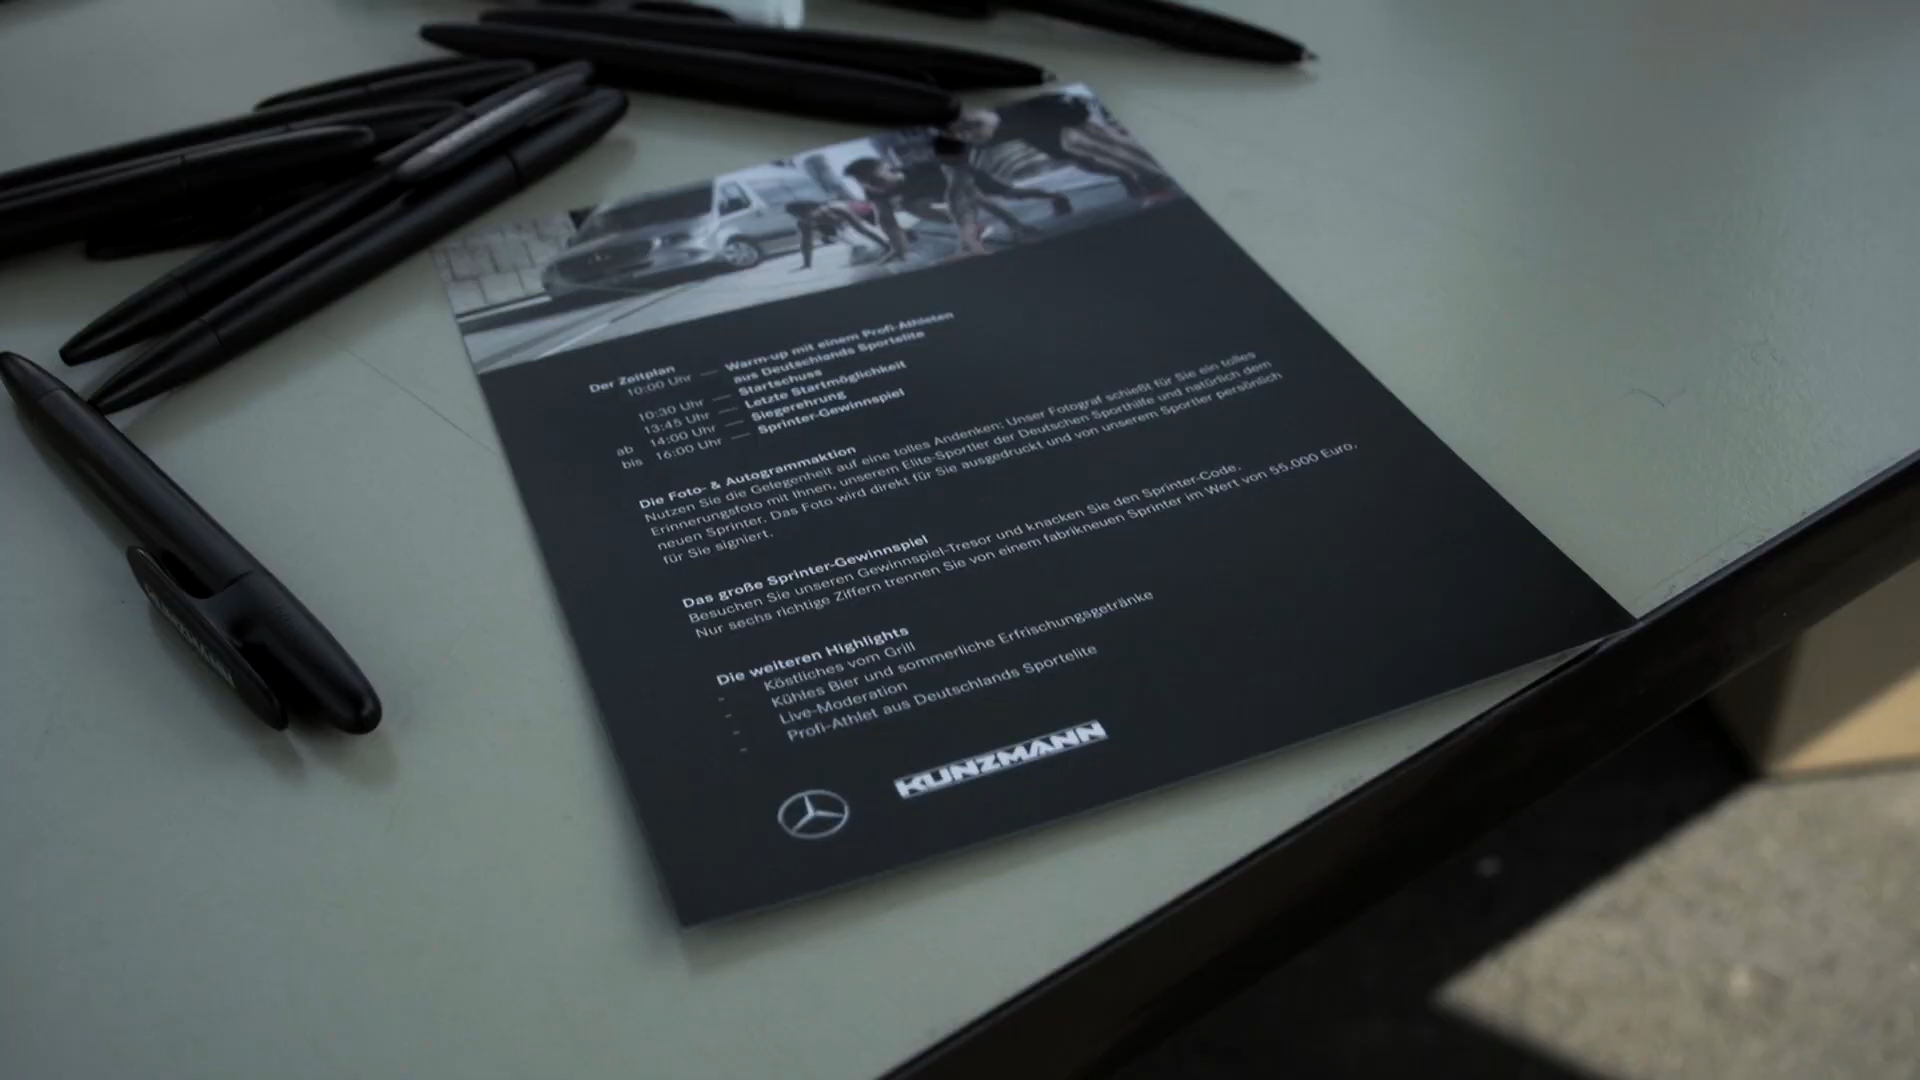 Der Zeitplan
10:00 Uhr — Warm-up mit einem Profi-Athleten
aus Deutschlands Sportelite
10:30 Uhr — Startschuss
13:45 Uhr — Letzte Startmöglichkeit
ab 14:00 Uhr — Siegerehrung
bis 16:00 Uhr — Sprinter-Gewinnspiel
Die Foto- & Autogrammaktion
Nutzen Sie die Gelegenheit auf eine tolles Andenken: Unser Fotograf schießt für Sie ein tolles
Erinnerungsfoto mit Ihnen, unserem Elite-Sportler der Deutschen Sporthilfe und natürlich dem
neuen Sprinter. Das Foto wird direkt für Sie ausgedruckt und von unserem Sportler persönlich
für Sie signiert.
Das große Sprinter-Gewinnspiel
Besuchen Sie unseren Gewinnspiel-Tresor und knacken Sie den Sprinter-Code.
Nur sechs richtige Ziffern trennen Sie von einem fabrikneuen Sprinter im Wert von 55.000 Euro.
Die weiteren Highlights
- Köstliches vom Grill
- Kühles Bier und sommerliche Erfrischungsgetränke
- Live-Moderation
- Profi-Athlet aus Deutschlands Sportelite
KUNZMANN